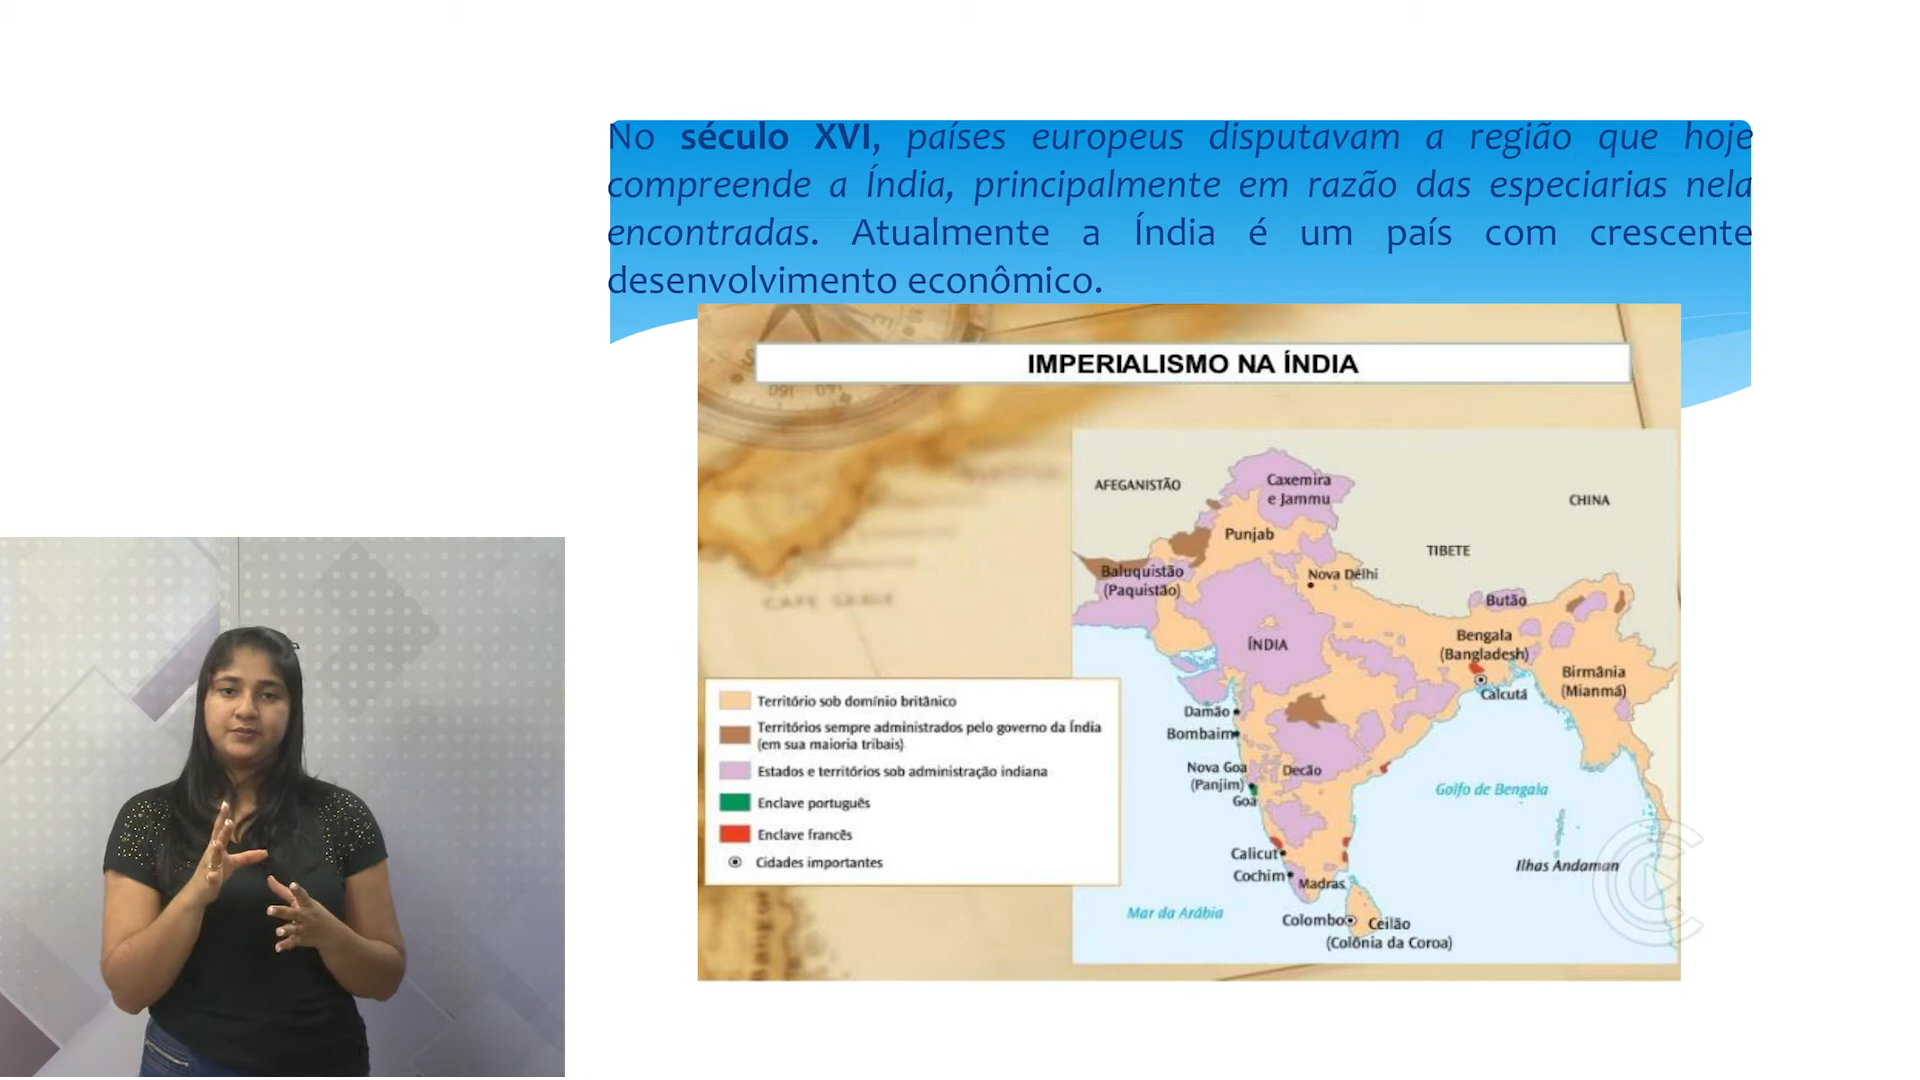 No século XVI, países europeus disputavam a região que hoje
compreende a Índia, principalmente em razão das especiarias nela
encontradas. Atualmente a Índia é um país com crescente
desenvolvimento econômico.
IMPERIALISMO NA ÍNDIA
AFEGANISTÃO
Caxemira
e Jammu
CHINA
Punjab
TIBETE
Baluquistão
(Paquistão)
Nova Délhi
Butão
ÍNDIA
Bengala
(Bangladesh)
Birmânia
(Mianmá)
Calcutá
Damão
Bombaim
Nova Goa
(Panjim)
Goa
Decão
Golfo de Bengala
Calicut
Cochim
Madras
Ilhas Andaman
Mar da Arábia
Colombo
Ceilão
(Colônia da Coroa)
Território sob domínio britânico
Territórios sempre administrados pelo governo da Índia
(em sua maioria tribais)
Estados e territórios sob administração indiana
Enclave português
Enclave francês
Cidades importantes
CAPE SABLE